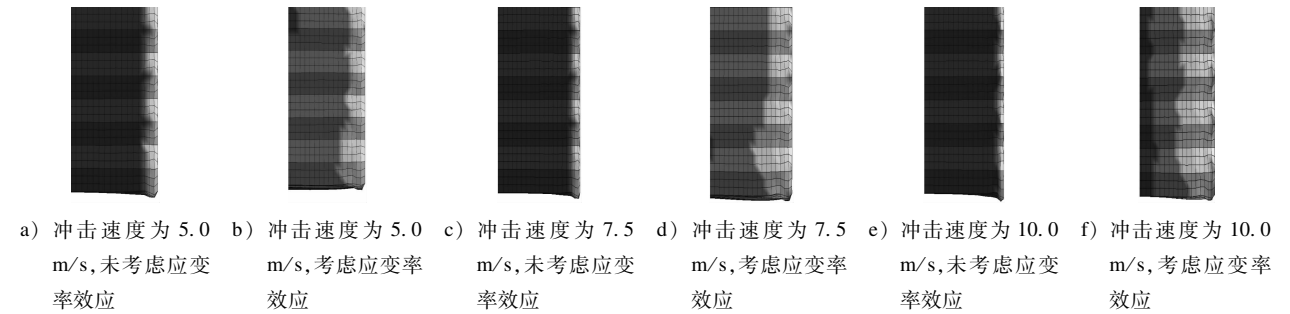 a) 冲击速度为 5.0
m/s,未考虑应变
率效应
b) 冲击速度为 5.0
m/s,考虑应变率
效应
c) 冲击速度为 7.5
m/s,未考虑应变
率效应
d) 冲击速度为 7.5
m/s,考虑应变率
效应
e) 冲击速度为 10.0
m/s,未考虑应变
率效应
f) 冲击速度为 10.0
m/s,考虑应变率
效应